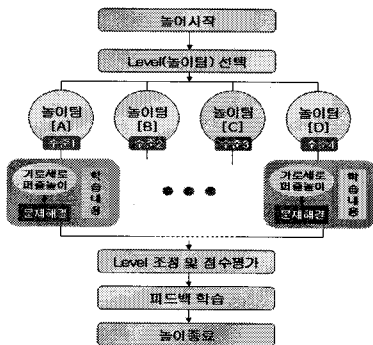 놀이시작
Level(놀이팀) 선택
놀이팀 [A]
수준1
놀이팀 [B]
수준2
놀이팀 [C]
수준3
놀이팀 [D]
수준4
가로세로
퍼즐놀이
문제해결
학습내용
가로세로
퍼즐놀이
문제해결
학습내용
Level 조정 및 점수평가
피드백 학습
놀이종료